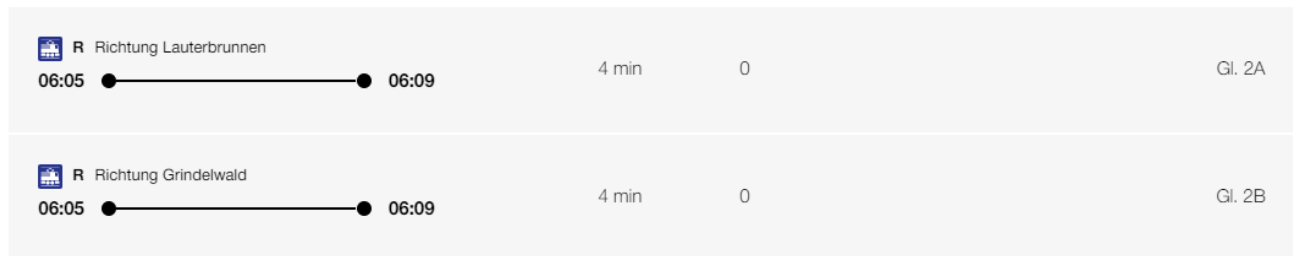 R Richtung Lauterbrunnen
06:05 06:09 4 min 0 Gl. 2A
R Richtung Grindelwald
06:05 06:09 4 min 0 Gl. 2B